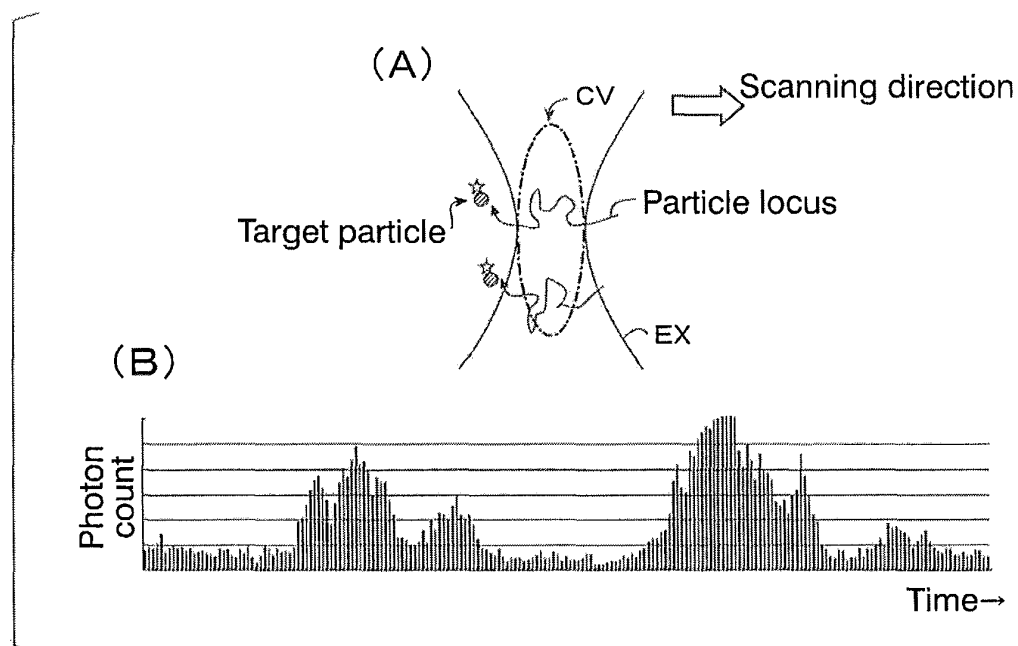 (A)
CV
Scanning direction
Particle locus
Target particle
EX
(B)
Photon
count
Time→